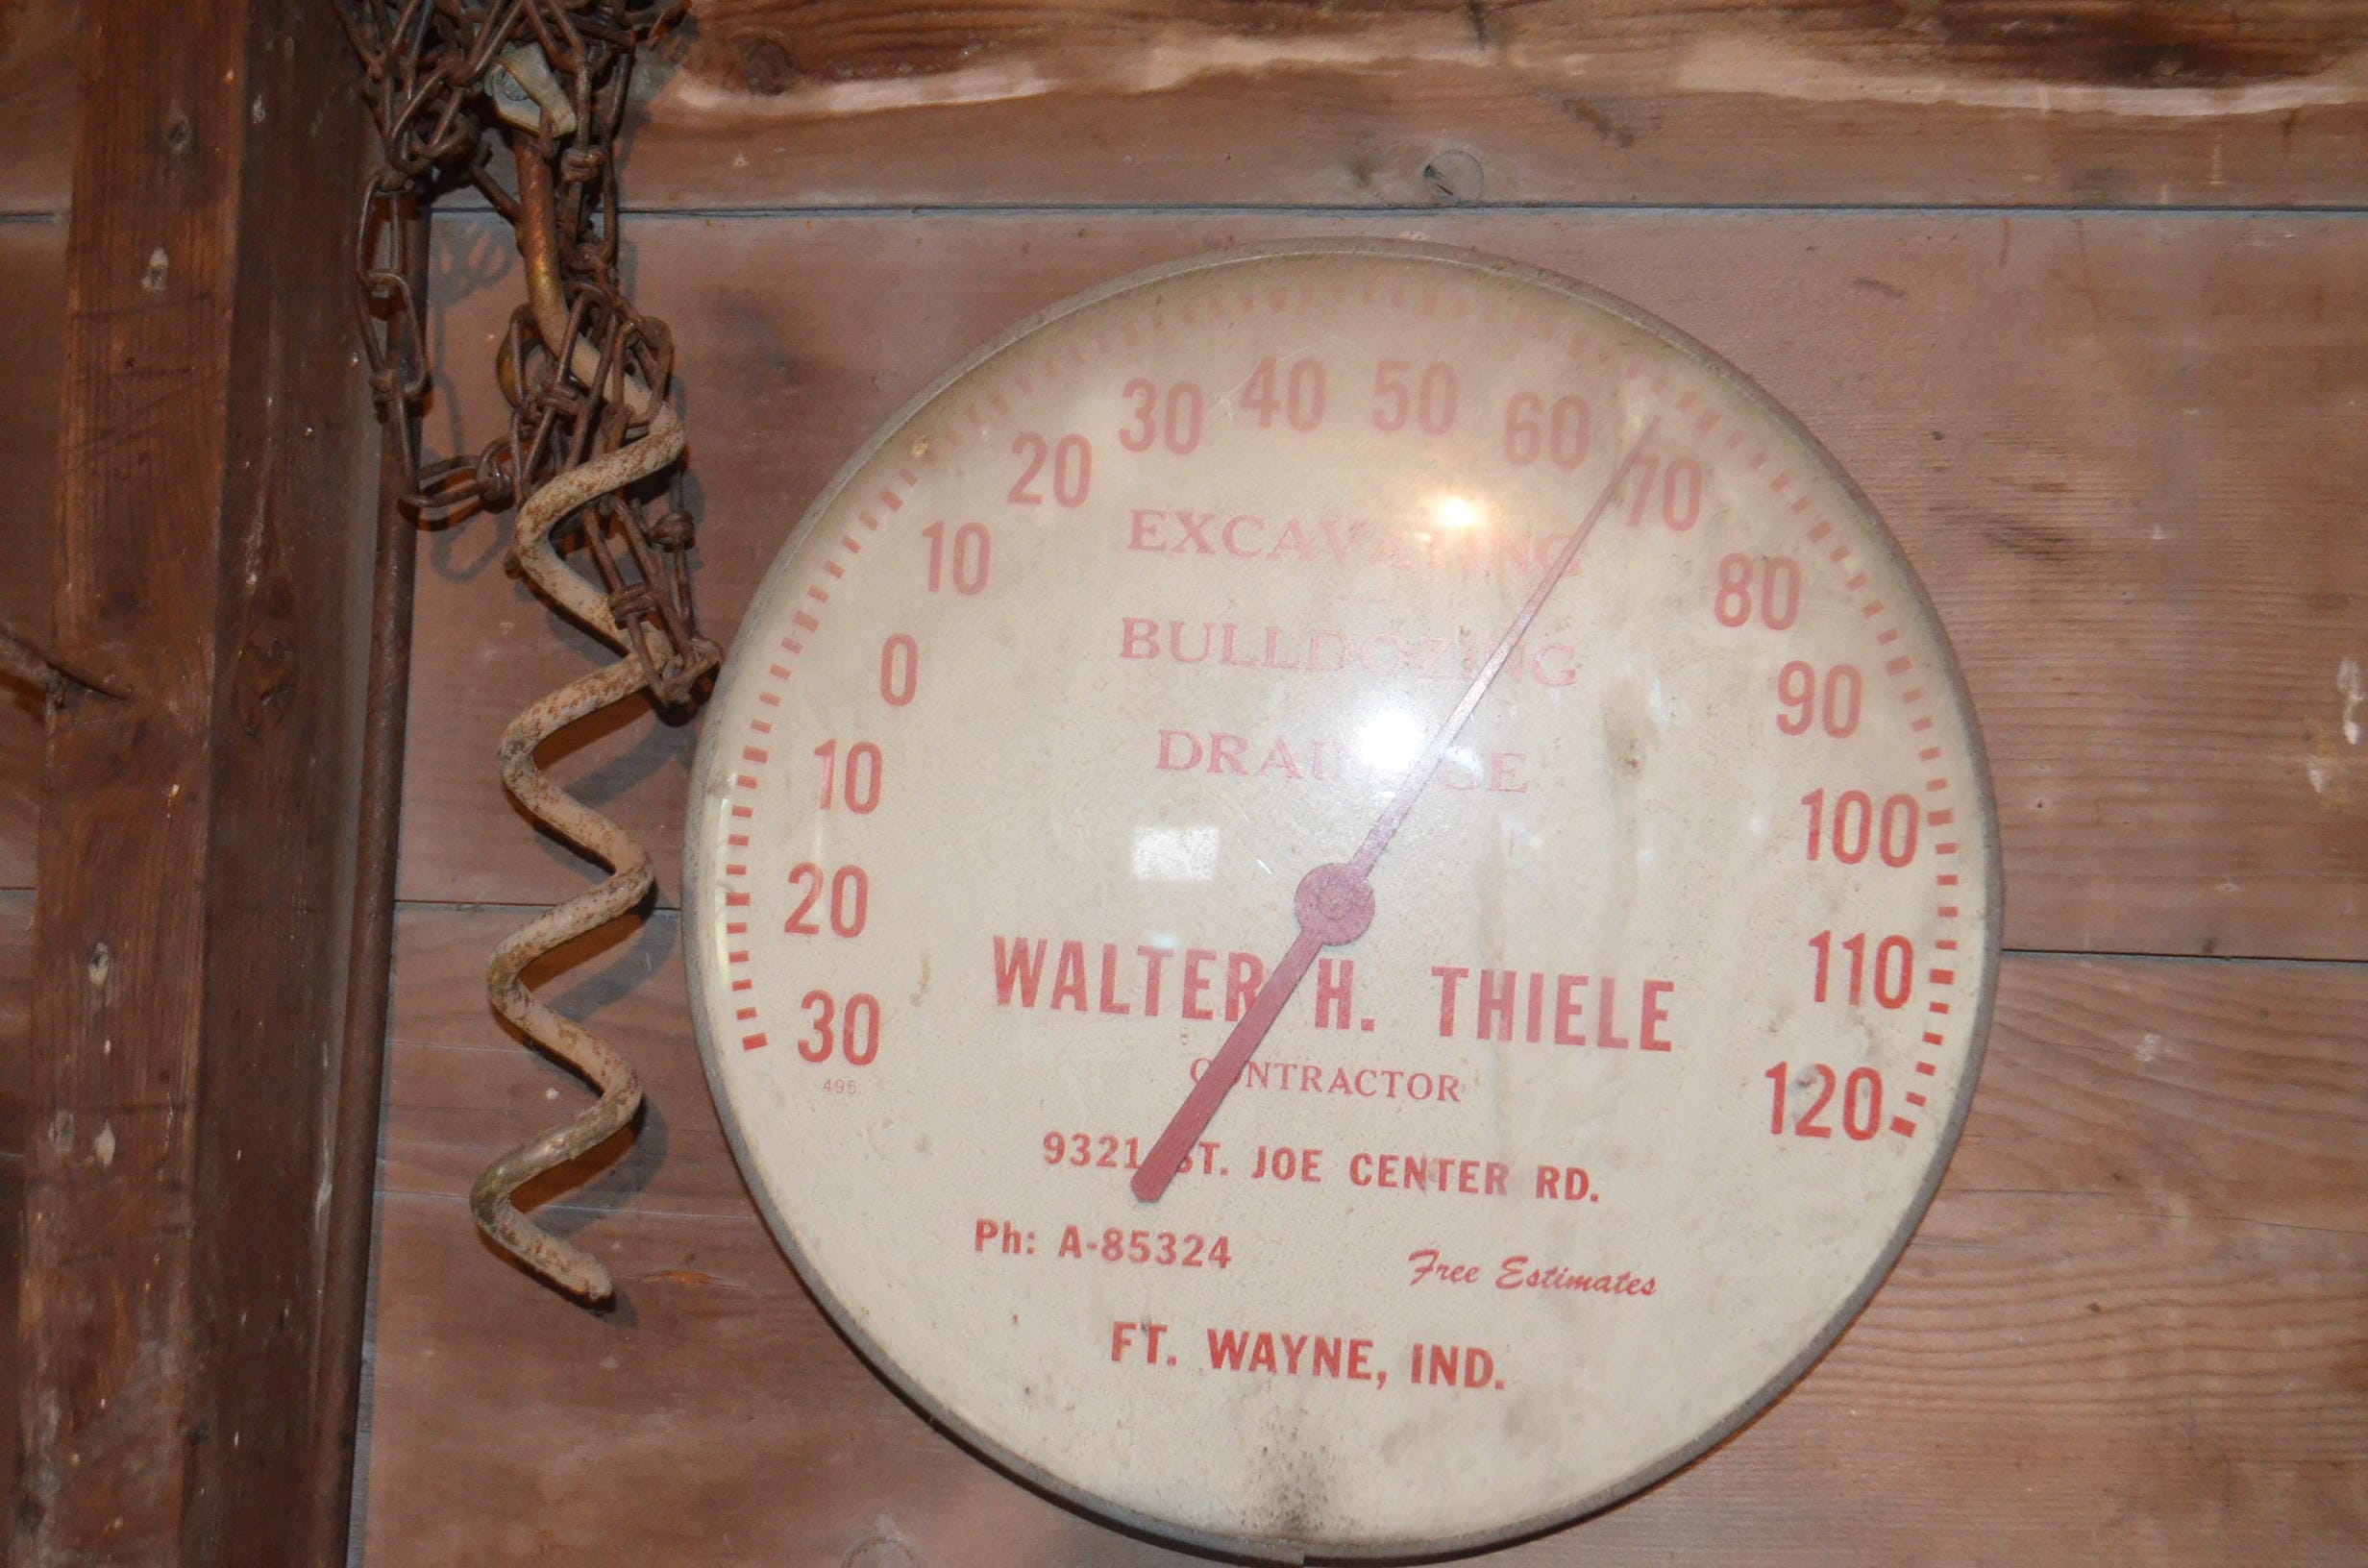 30
20
10
0
10
20
30
40
50
60
70
80
90
100
110
120
EXCAVATING
BULLDOZING
DRAINAGE
WALTER H. THIELE
CONTRACTOR
9321 ST. JOE CENTER RD.
Ph: A-85324 Free Estimates
FT. WAYNE, IND.
495